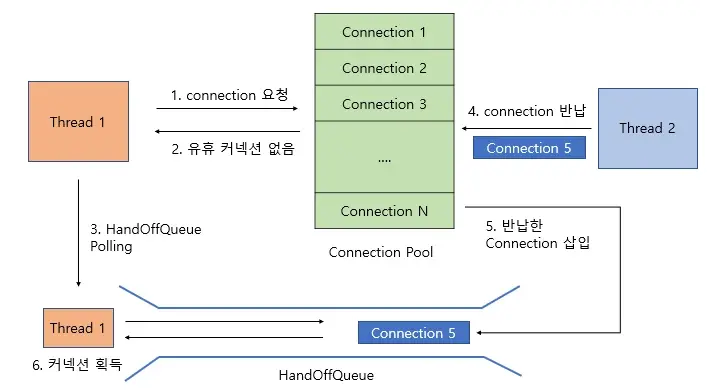 Connection 1
Connection 2
Connection 3
....
Connection N
Connection Pool
Thread 1
1. connection 요청
2. 유휴 커넥션 없음
4. connection 반납
Connection 5
Thread 2
3. HandOffQueue
Polling
5. 반납한
Connection 삽입
Thread 1
Connection 5
6. 커넥션 획득
HandOffQueue